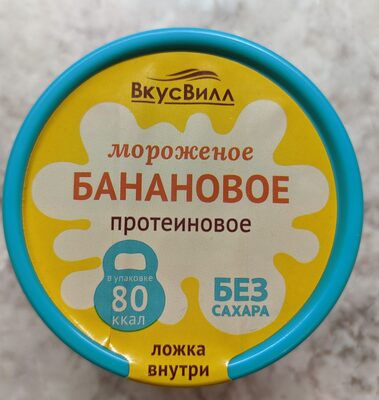 ВкусВилл
мороженое
БАНАНОВОЕ
протеиновое
в упаковке
80
ккал
БЕЗ
САХАРА
ложка
внутри